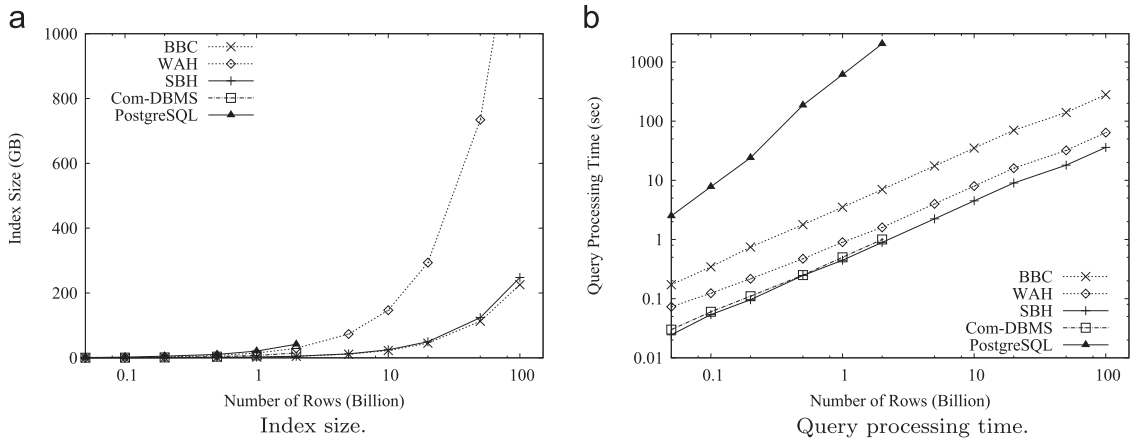 a
1000
800
600
400
200
0
0.1
1
10
100
Index Size (GB)
Number of Rows (Billion)
BBC
WAH
SBH
Com-DBMS
PostgreSQL
Index size.
b
1000
100
10
1
0.1
0.01
0.1
1
10
100
Query Processing Time (sec)
Number of Rows (Billion)
BBC
WAH
SBH
Com-DBMS
PostgreSQL
Query processing time.